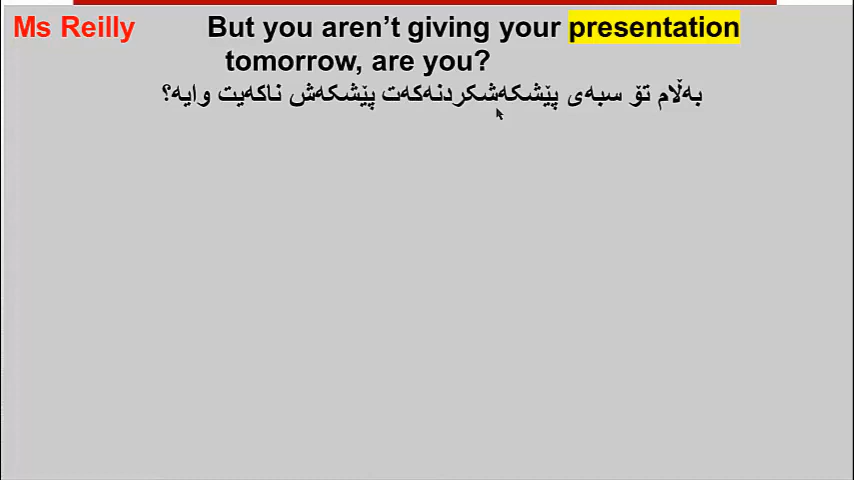 Ms Reilly But you aren't giving your presentation
tomorrow, are you?
بەڵام تۆ سبەی پێشکەشکردنەکەت پێشکەش ناکەیت وایە؟